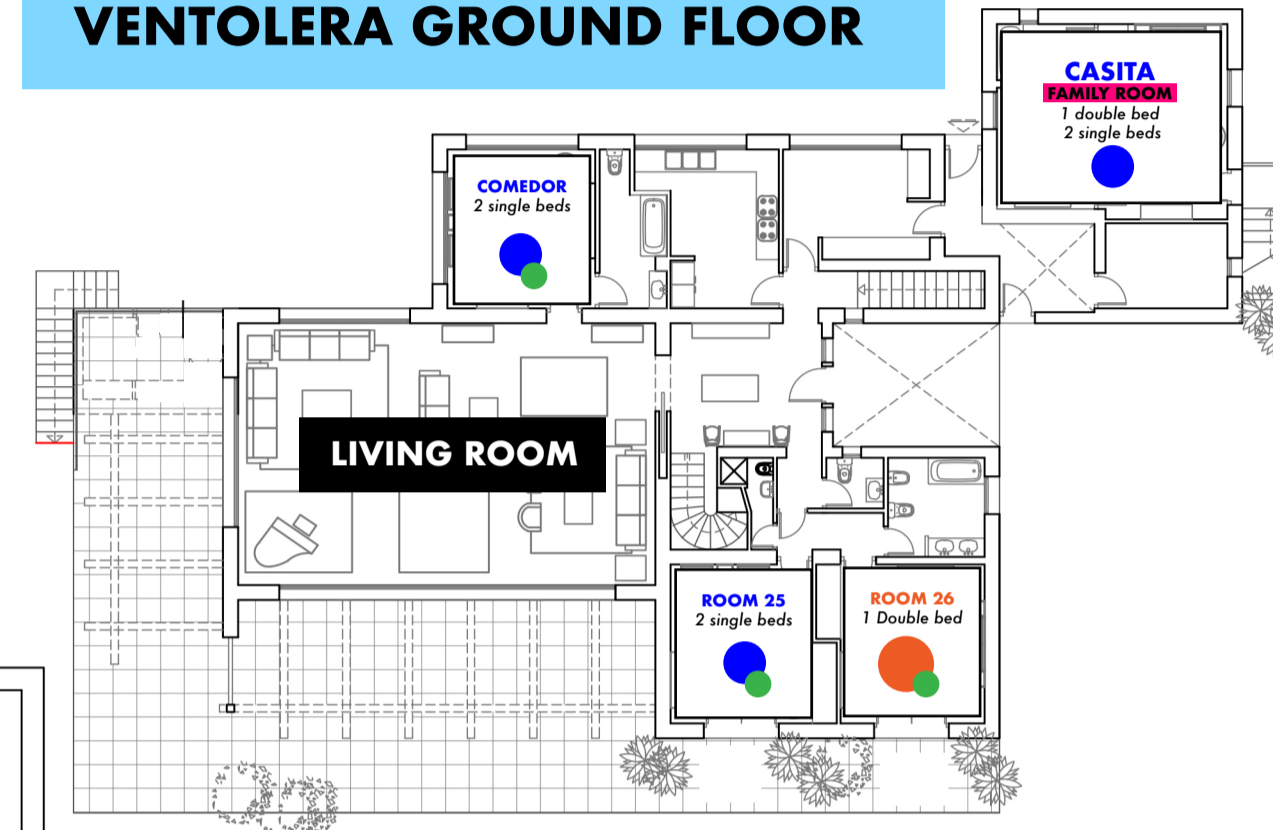 VENTOLERA GROUND FLOOR
CASITA
FAMILY ROOM
1 double bed
2 single beds
COMEDOR
2 single beds
LIVING ROOM
ROOM 25
2 single beds
ROOM 26
1 Double bed